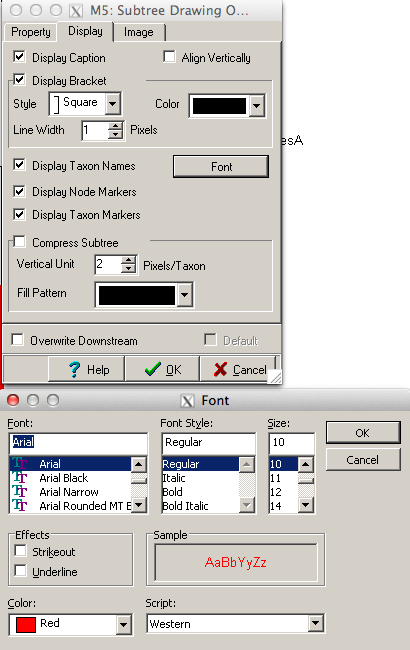 M5: Subtree Drawing O...
Property Display Image
Display Caption Align Vertically
Display Bracket
Style Square Color
Line Width 1 Pixels
esA
Display Taxon Names Font
Display Node Markers
Display Taxon Markers
Compress Subtree
Vertical Unit 2 Pixels/Taxon
Fill Pattern
Overwrite Downstream Default
? Help OK Cancel
Font
Font: Font Style: Size:
Arial Regular 10 OK
Arial Regular 10 Cancel
Arial Black Italic 11
Arial Narrow Bold 12
Arial Rounded MT B Bold Italic 14
Effects Sample
Strikeout
AaBbYyZz
Underline
Color: Script:
Red Western